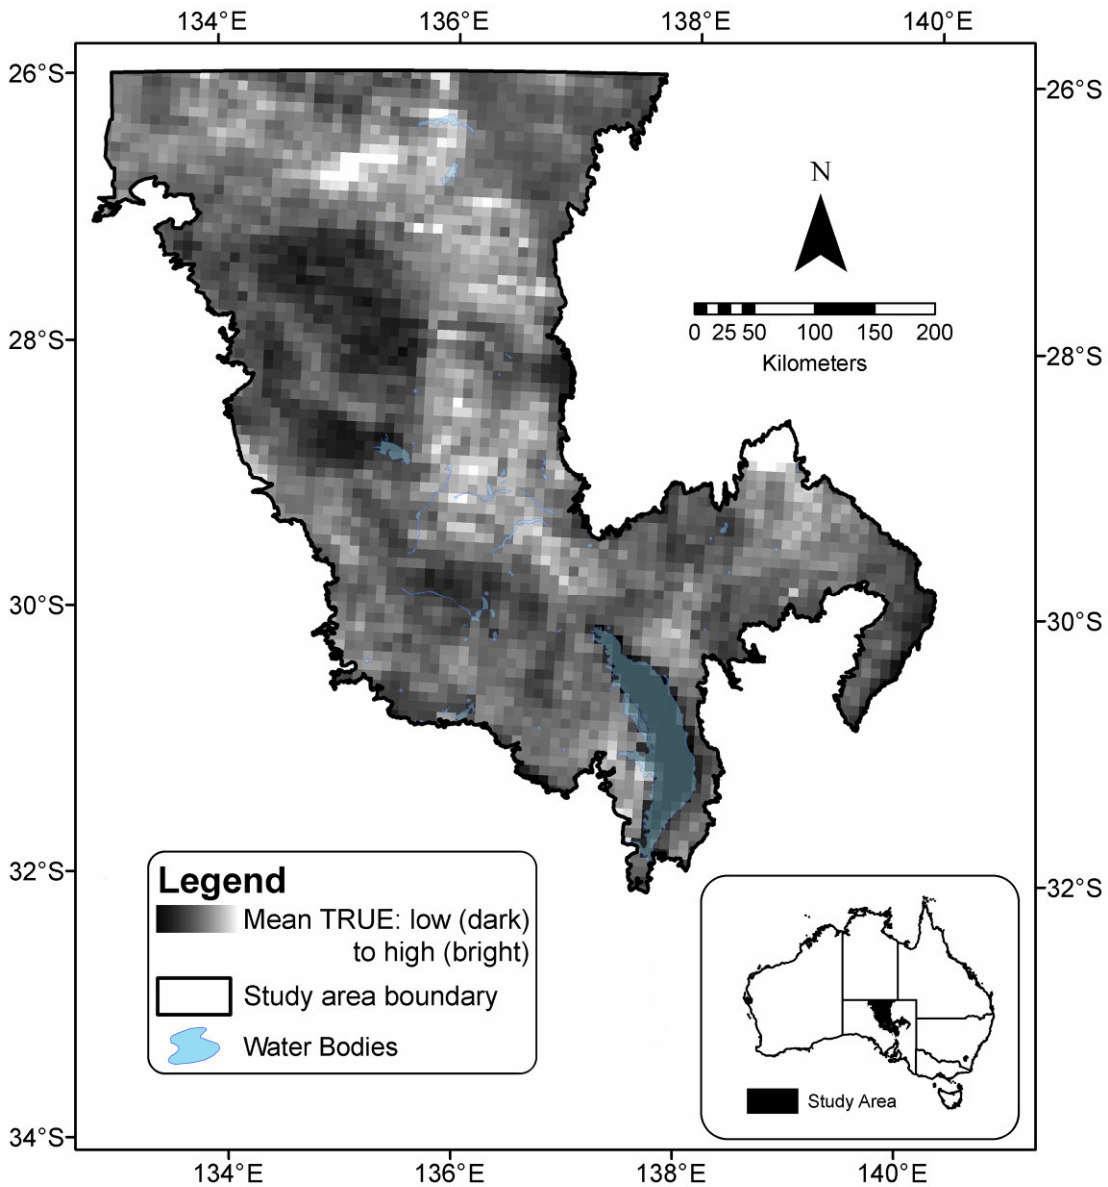 134°E 136°E 138°E 140°E
26°S 26°S
N
0 25 50 100 150 200
Kilometers
28°S 28°S
30°S 30°S
32°S 32°S
Legend
Mean TRUE: low (dark)
to high (bright)
Study area boundary
Water Bodies
Study Area
34°S
134°E 136°E 138°E 140°E